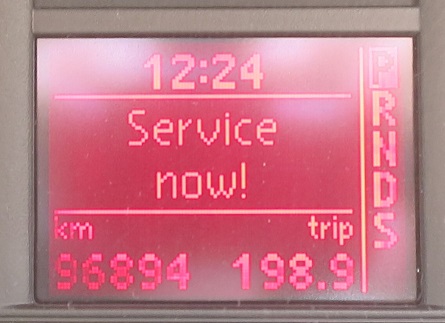 12:24
Service
now!
km trip
96894 198.9
P
R
N
D
S